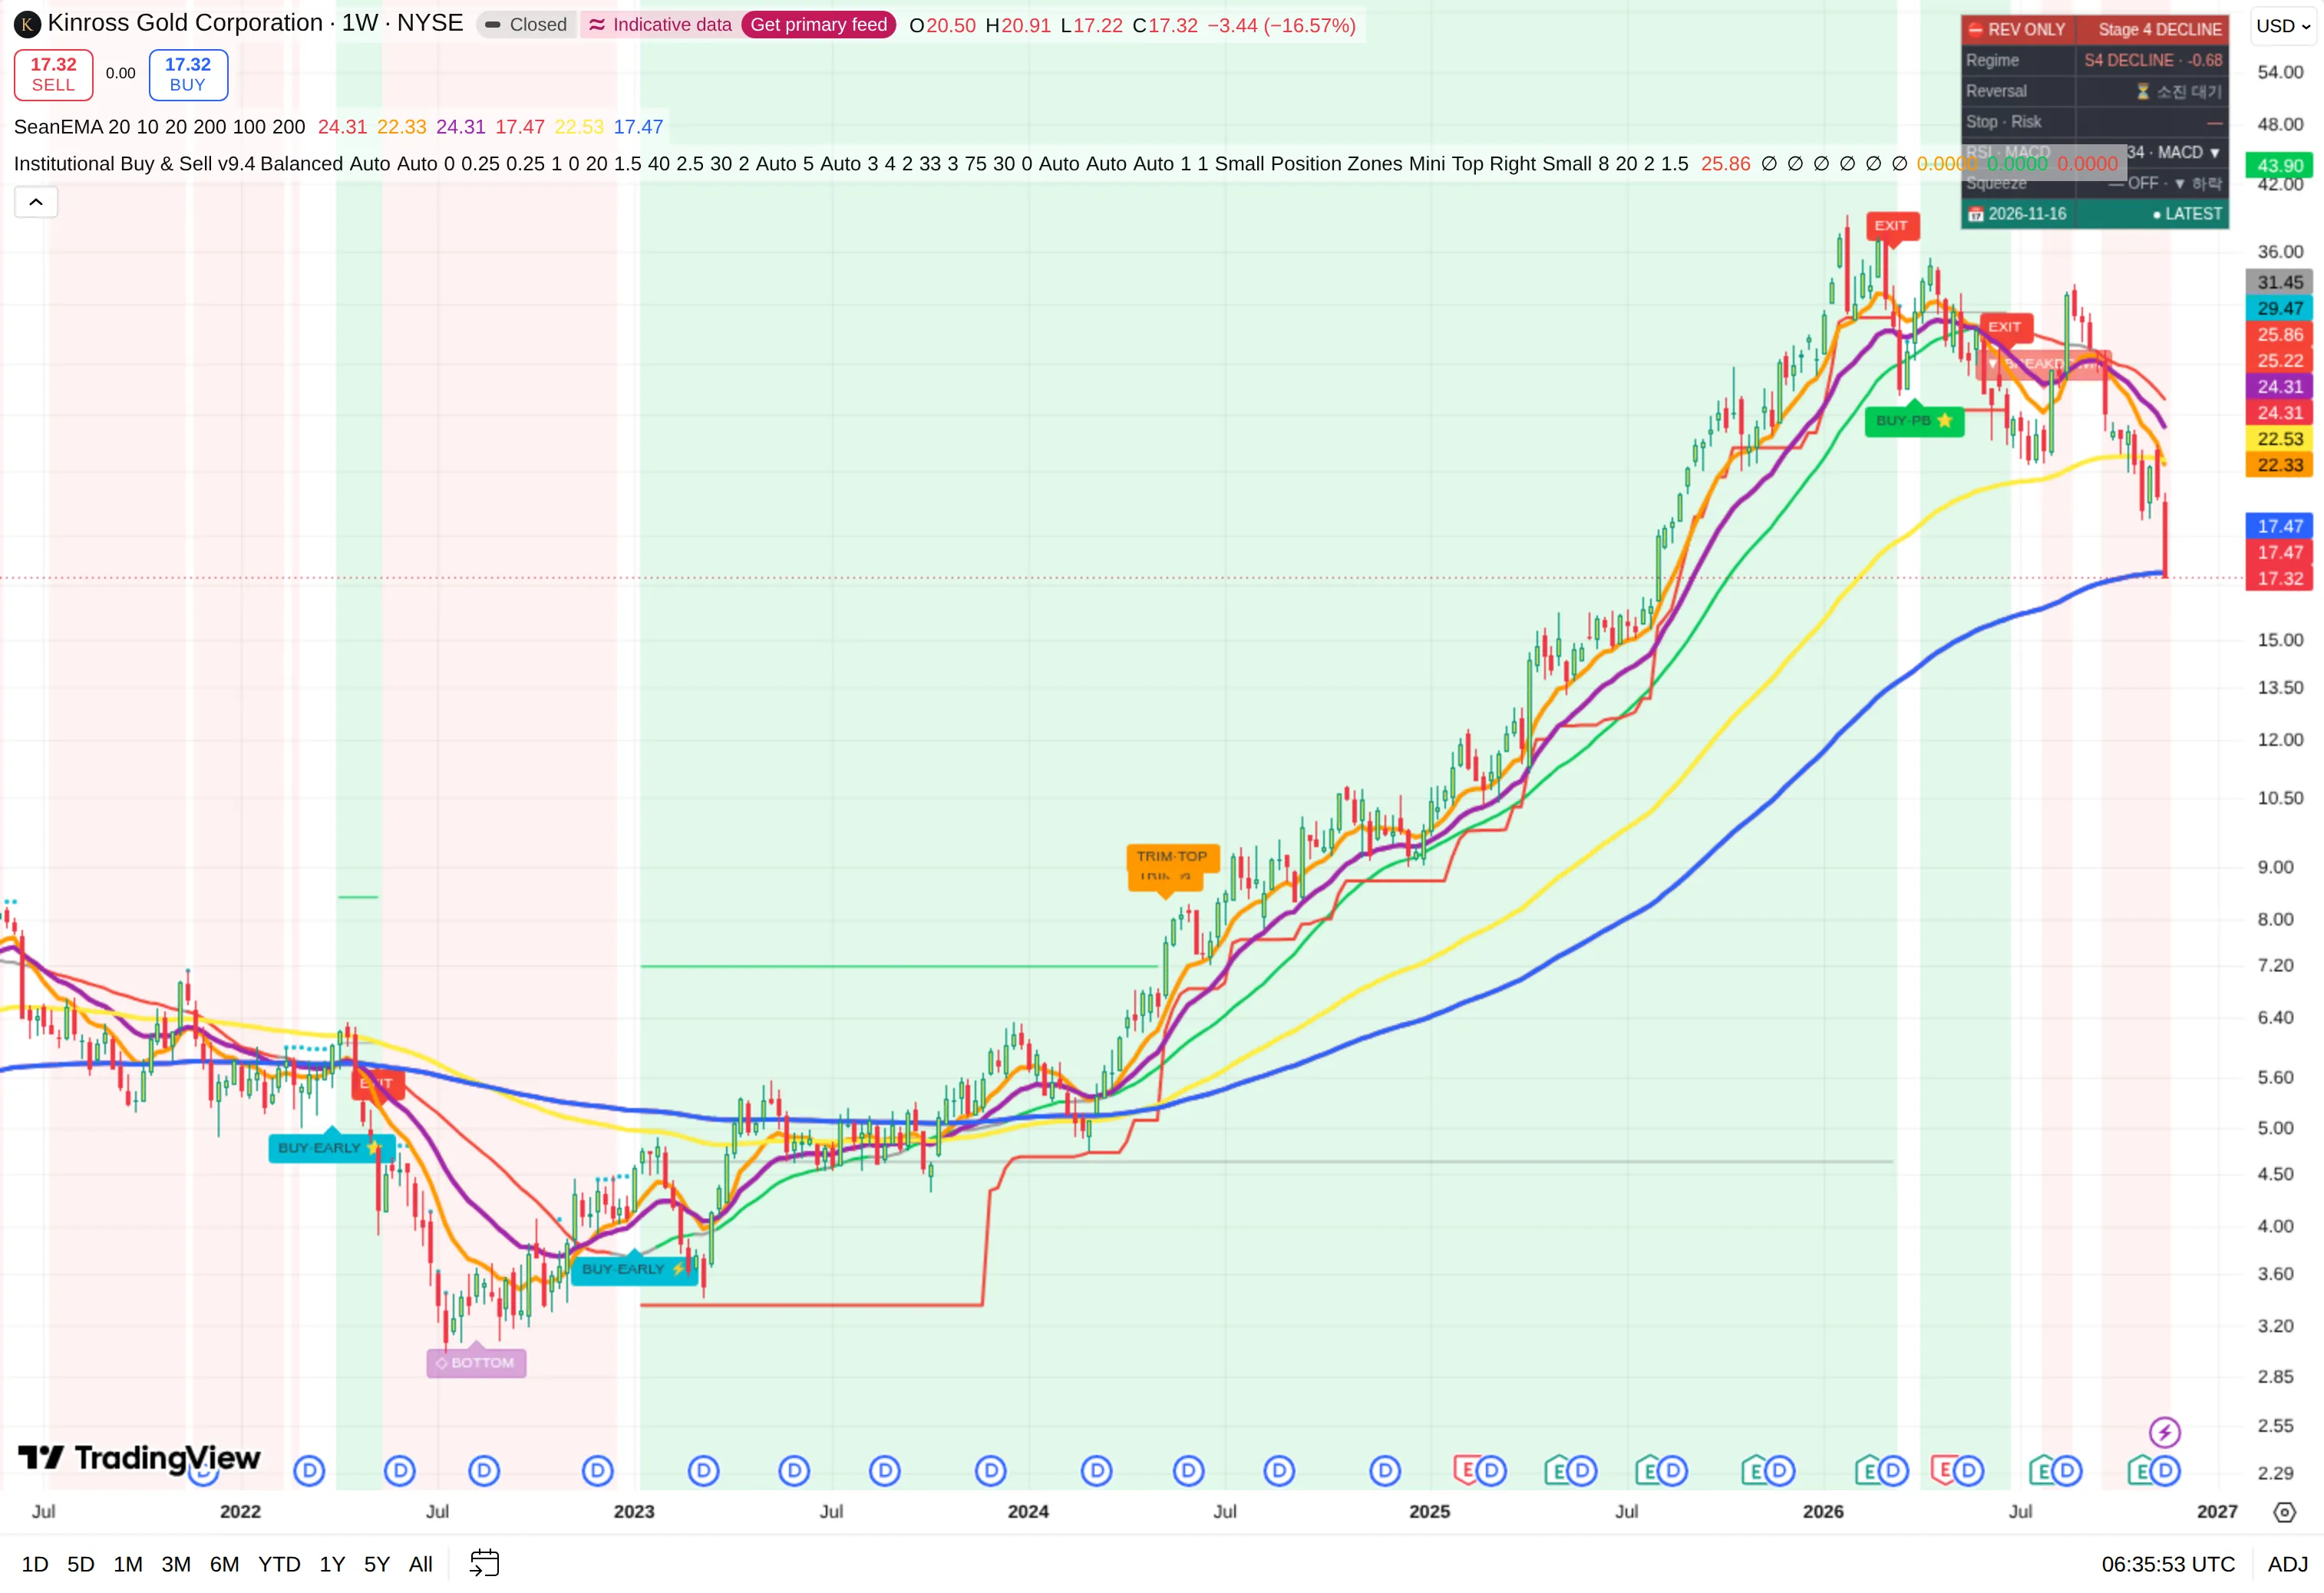 Kinross Gold Corporation · 1W · NYSE Closed Indicative data Get primary feed O20.50 H20.91 L17.22 C17.32 −3.44 (−16.57%)
17.32 SELL 0.00 17.32 BUY
SeanEMA 20 10 20 200 100 200 24.31 22.33 24.31 17.47 22.53 17.47
Institutional Buy & Sell v9.4 Balanced Auto Auto 0 0.25 0.25 1 0 20 1.5 40 2.5 30 2 Auto 5 Auto 3 4 2 33 3 75 30 0 Auto Auto Auto 1 1 Small Position Zones Mini Top Right Small 8 20 2 1.5 25.86 ∅ ∅ ∅ ∅ ∅ ∅ 0.0000 0.0000 0.0000
REV ONLY Stage 4 DECLINE
Regime S4 DECLINE · -0.68
Reversal ⏳ 소진 대기
Stop · Risk —
RSI · MACD 34 · MACD ▼
Squeeze — OFF · ▼ 하락
2026-11-16 ● LATEST
USD
54.00
48.00
43.90
42.00
36.00
31.45
29.47
25.86
25.22
24.31
24.31
22.53
22.33
17.47
17.47
17.32
15.00
13.50
12.00
10.50
9.00
8.00
7.20
6.40
5.60
5.00
4.50
4.00
3.60
3.20
2.85
2.55
2.29
EXIT
EXIT
BUY·PB
TRIM·TOP
EXIT
BUY·EARLY
BUY·EARLY
◇ BOTTOM
TradingView
D D D D D D D D D D D D D E D E D E D E D E D E D E D E D
Jul 2022 Jul 2023 Jul 2024 Jul 2025 Jul 2026 Jul 2027
1D 5D 1M 3M 6M YTD 1Y 5Y All 06:35:53 UTC ADJ